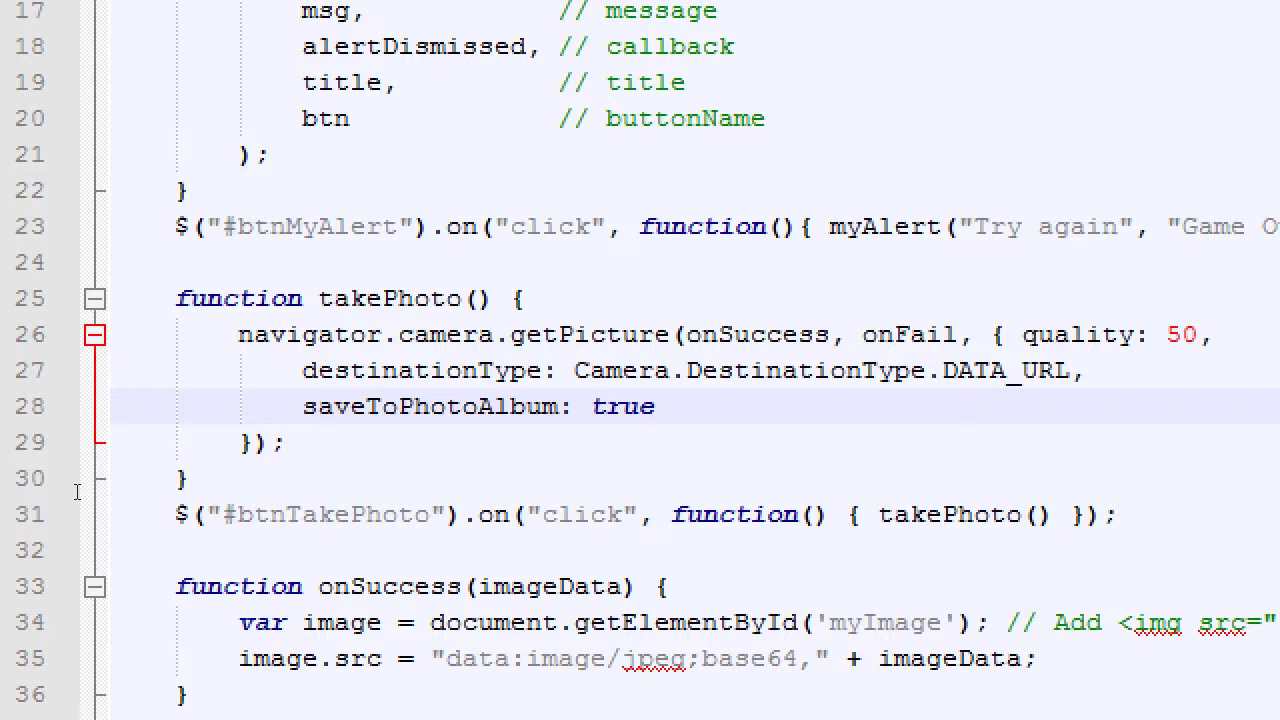 17 msg, // message
18 alertDismissed, // callback
19 title, // title
20 btn // buttonName
21 );
22 }
23 $("#btnMyAlert").on("click", function(){ myAlert("Try again", "Game O
24
25 function takePhoto() {
26 navigator.camera.getPicture(onSuccess, onFail, { quality: 50,
27 destinationType: Camera.DestinationType.DATA_URL,
28 saveToPhotoAlbum: true
29 });
30 }
31 $("#btnTakePhoto").on("click", function() { takePhoto() });
32
33 function onSuccess(imageData) {
34 var image = document.getElementById('myImage'); // Add <img src="
35 image.src = "data:image/jpeg;base64," + imageData;
36 }